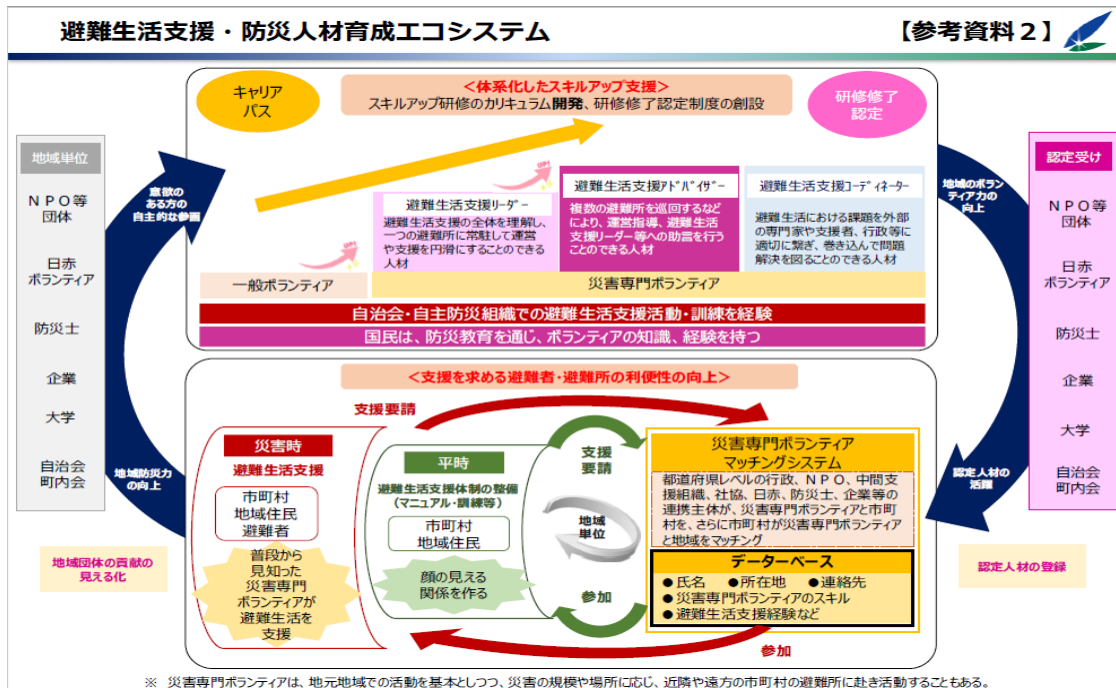 避難生活支援・防災人材育成エコシステム
【参考資料２】
キャリア
パス
＜体系化したスキルアップ支援＞
スキルアップ研修のカリキュラム開発、研修修了認定制度の創設
研修修了
認定
地域単位
ＮＰＯ等
団体
日赤
ボランティア
防災士
企業
大学
自治会
町内会
意欲の
ある方の
自主的な参画
UP!
UP!
避難生活支援リーダー
避難生活支援の全体を理解し、
一つの避難所に常駐して運営
や支援を円滑にすることのできる
人材
避難生活支援アドバイザー
複数の避難所を巡回するなど
により、運営指導、避難生活
支援リーダー等への助言を行う
ことのできる人材
避難生活支援コーディネーター
避難生活における課題を外部
の専門家や支援者、行政等に
適切に繋ぎ、巻き込んで問題
解決を図ることのできる人材
一般ボランティア
災害専門ボランティア
自治会・自主防災組織での避難生活支援活動・訓練を経験
国民は、防災教育を通じ、ボランティアの知識、経験を持つ
地域のボラン
ティア力の
向上
認定受け
ＮＰＯ等
団体
日赤
ボランティア
防災士
企業
大学
自治会
町内会
＜支援を求める避難者・避難所の利便性の向上＞
支援要請
災害時
避難生活支援
市町村
地域住民
避難者
普段から
見知った
災害専門
ボランティアが
避難生活を
支援
平時
避難生活支援体制の整備
（マニュアル・訓練等）
市町村
地域住民
顔の見える
関係を作る
支援
要請
地域
単位
参加
災害専門ボランティア
マッチングシステム
都道府県レベルの行政、ＮＰＯ、中間支
援組織、社協、日赤、防災士、企業等の
連携主体が、災害専門ボランティアと市町
村を、さらに市町村が災害専門ボランティア
と地域をマッチング
データーベース
●氏名 ●所在地 ●連絡先
●災害専門ボランティアのスキル
●避難生活支援経験など
参加
地域防災力
の向上
地域団体の貢献の
見える化
認定人材の
活躍
認定人材の登録
※ 災害専門ボランティアは、地元地域での活動を基本としつつ、災害の規模や場所に応じ、近隣や遠方の市町村の避難所に赴き活動することもある。